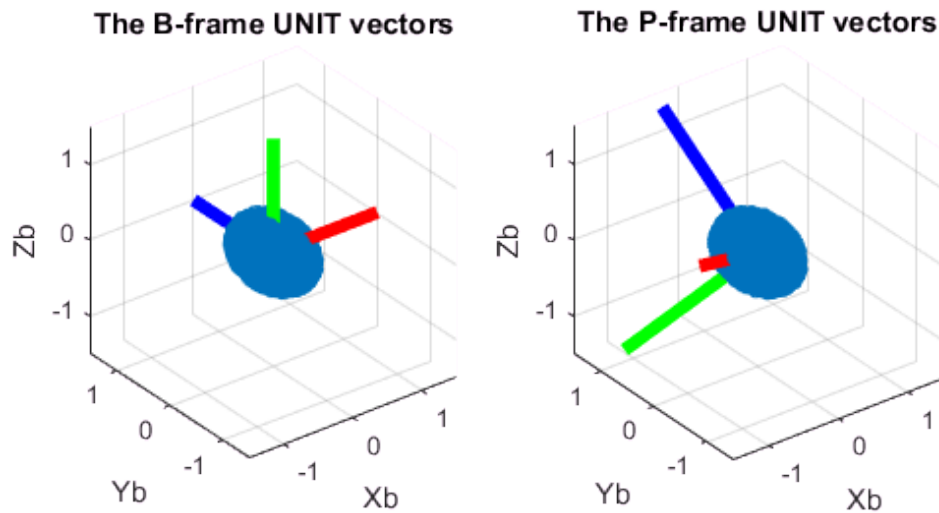 The B-frame UNIT vectors
1
0
-1
Zb
1
0
-1
Yb
-1
0
1
Xb
The P-frame UNIT vectors
1
0
-1
Zb
1
0
-1
Yb
-1
0
1
Xb